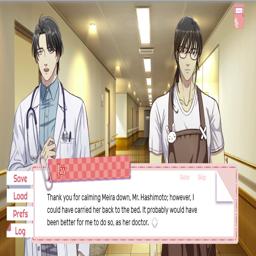 Save
Load
Prefs
Log
Thank you for calming Meira down, Mr. Hashimoto; however, I
could have carried her back to the bed. It probably would have
been better for me to do so, as her doctor.